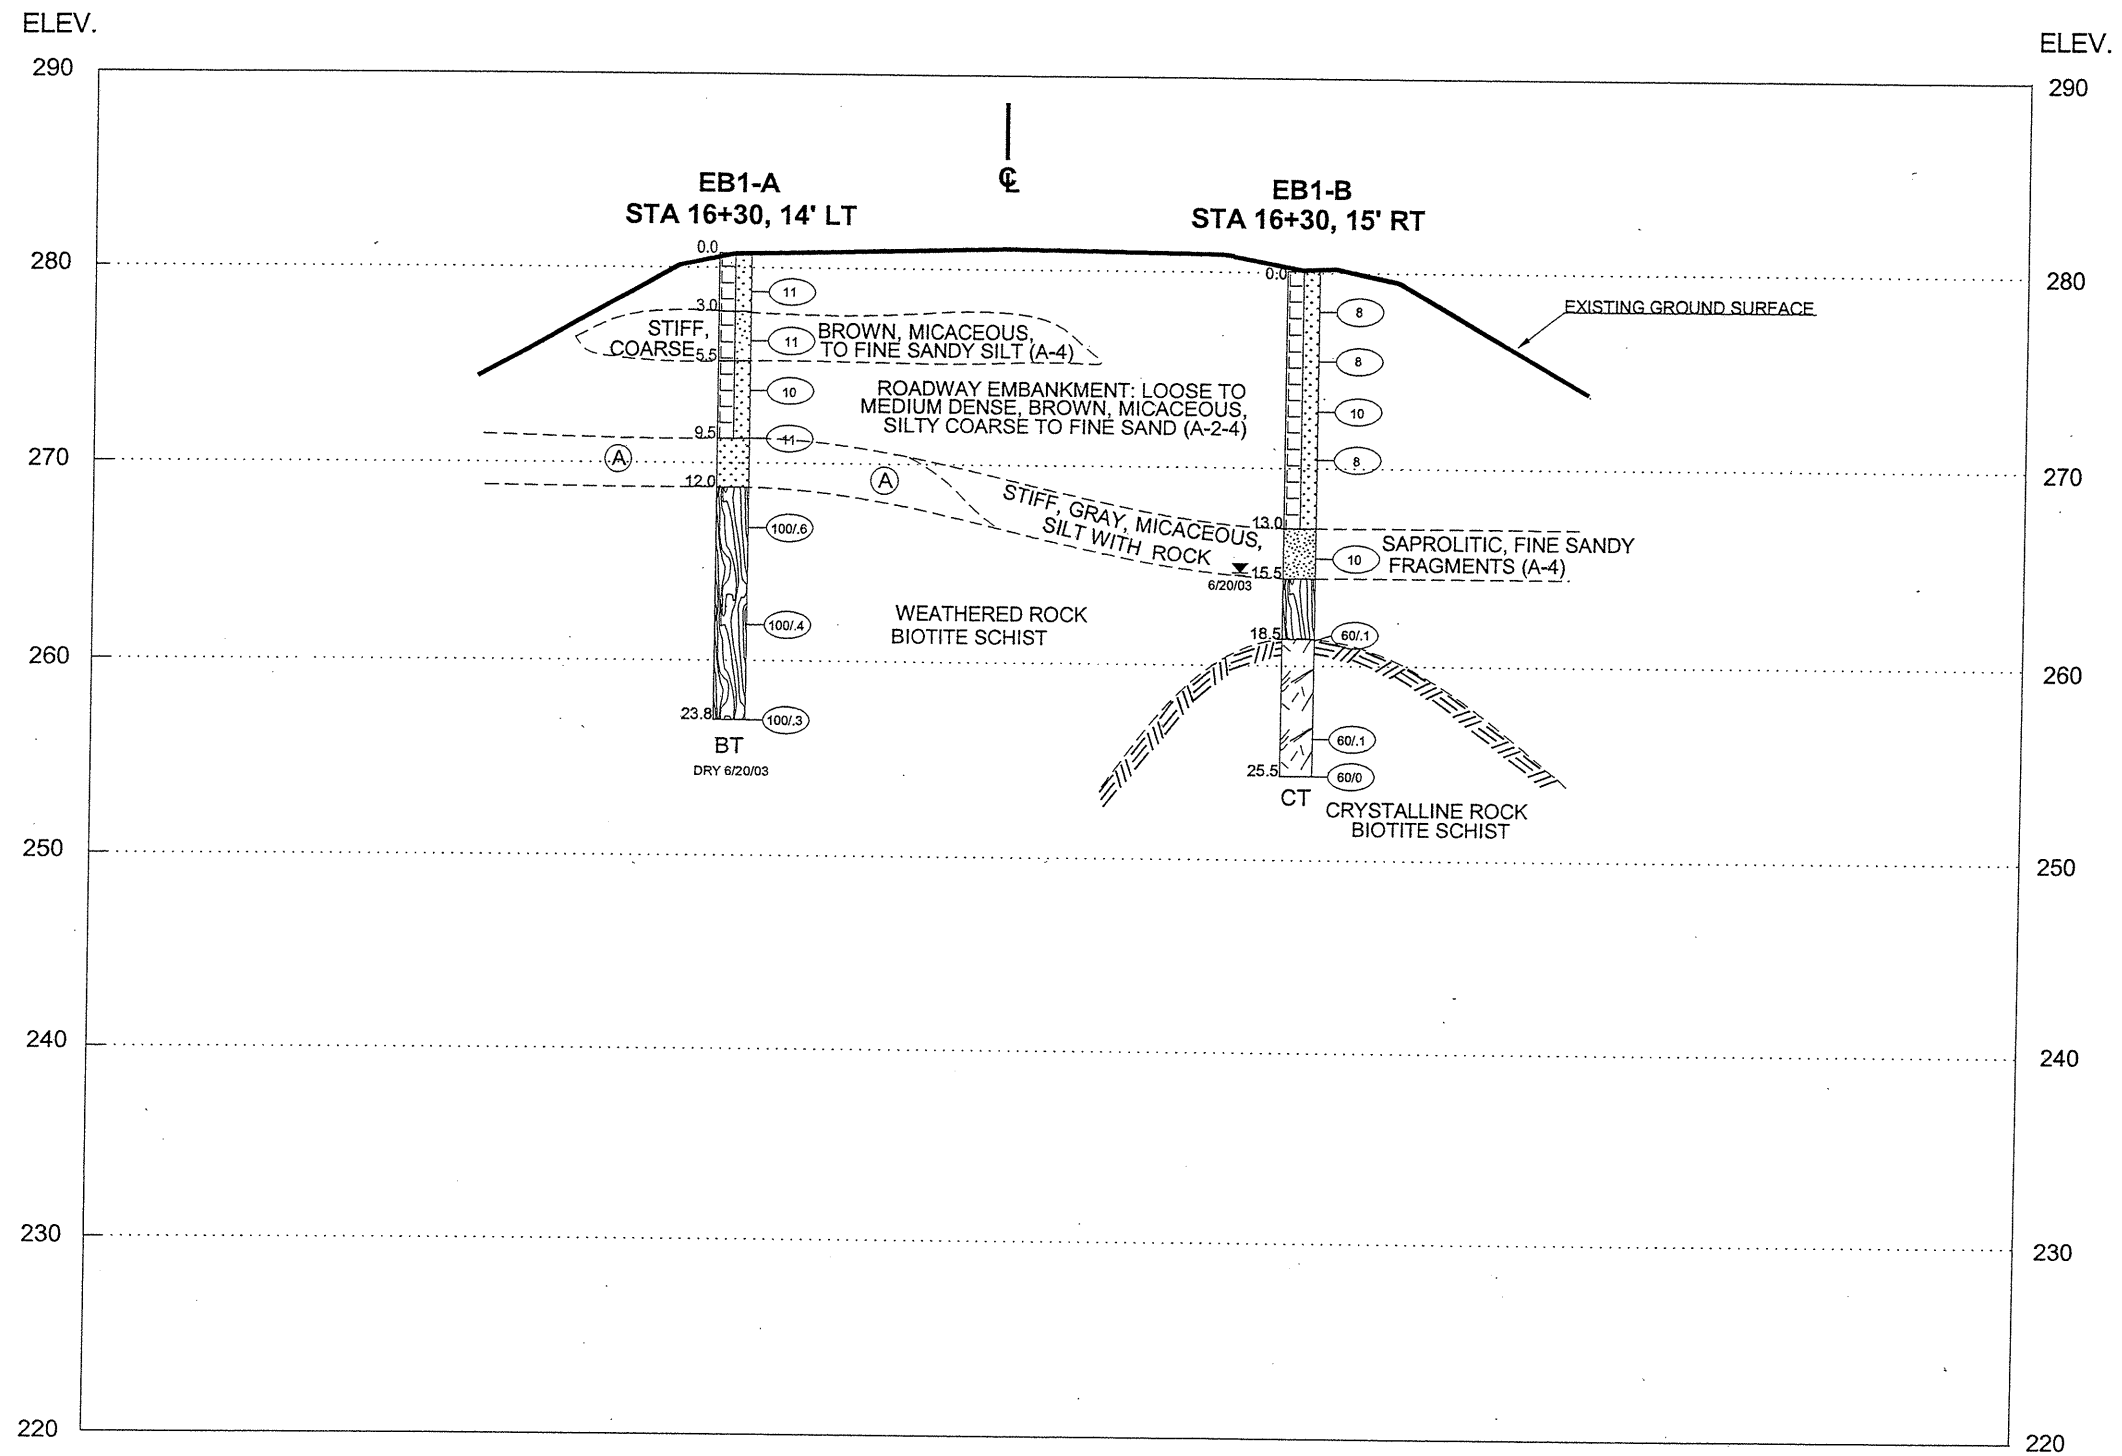 ELEV.
ELEV.
290
290
℄
EB1-A
STA 16+30, 14' LT
EB1-B
STA 16+30, 15' RT
280
280
0.0
11
3.0
STIFF,
COARSE
11
BROWN, MICACEOUS,
TO FINE SANDY SILT (A-4)
5.5
10
ROADWAY EMBANKMENT: LOOSE TO
MEDIUM DENSE, BROWN, MICACEOUS,
SILTY COARSE TO FINE SAND (A-2-4)
9.5
11
0.0
8
8
10
8
EXISTING GROUND SURFACE
270
270
A
A
12.0
100/.6
STIFF, GRAY, MICACEOUS,
SILT WITH ROCK
13.0
10
SAPROLITIC, FINE SANDY
FRAGMENTS (A-4)
6/20/03
15.5
100/.4
WEATHERED ROCK
BIOTITE SCHIST
18.5
60/.1
260
260
23.8
100/.3
BT
DRY 6/20/03
60/.1
25.5
60/0
CT
CRYSTALLINE ROCK
BIOTITE SCHIST
250
250
240
240
230
230
220
220